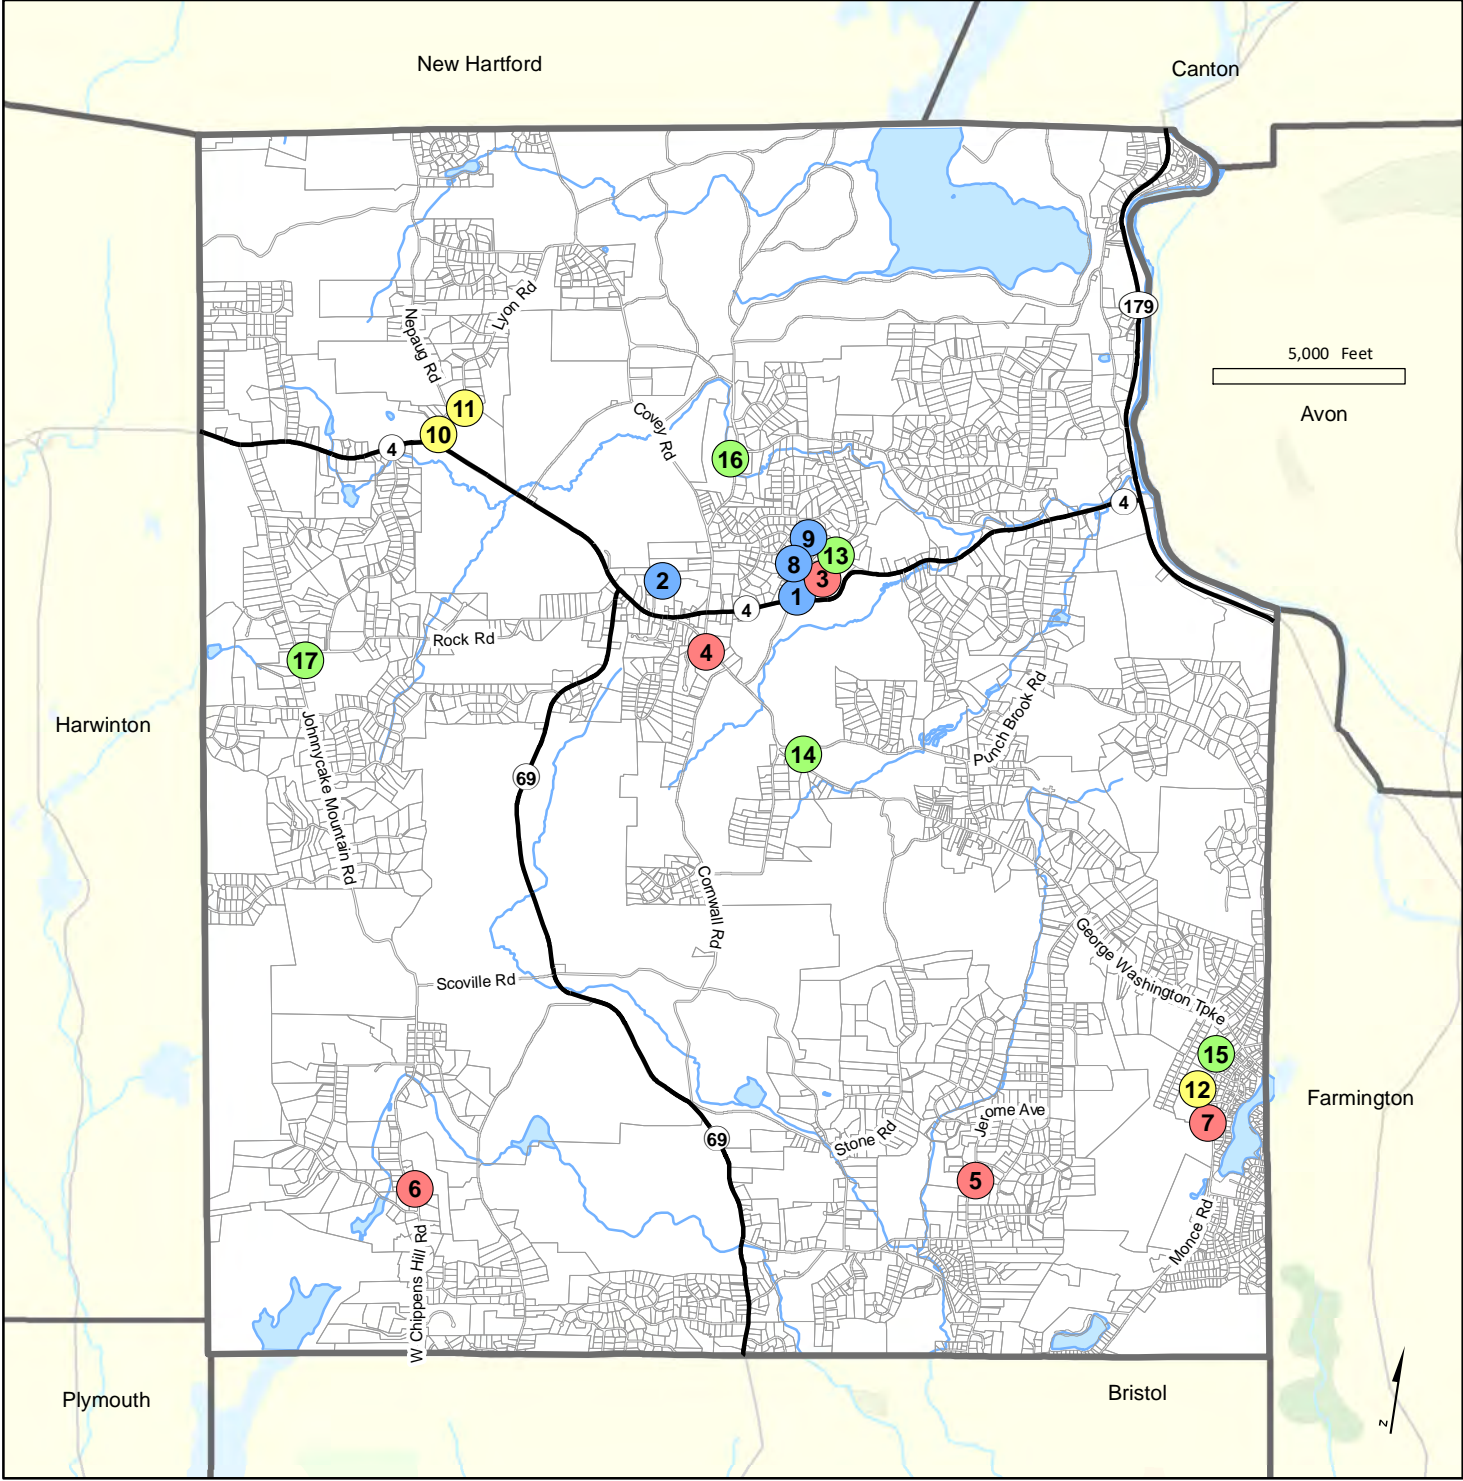 New Hartford
Canton
179
Lyon Rd
Nepaug Rd
5,000 Feet
Avon
11
Covey Rd
10
4
16
4
9
13
8
3
2
1
4
Rock Rd
4
17
Punch Brook Rd
Harwinton
Johnnycake Mountain Rd
14
69
Cornwall Rd
George Washington Tpke
Scoville Rd
15
12
Farmington
Jerome Ave
7
69
Stone Rd
5
6
Monce Rd
W Chippens Hill Rd
Plymouth
Bristol
N